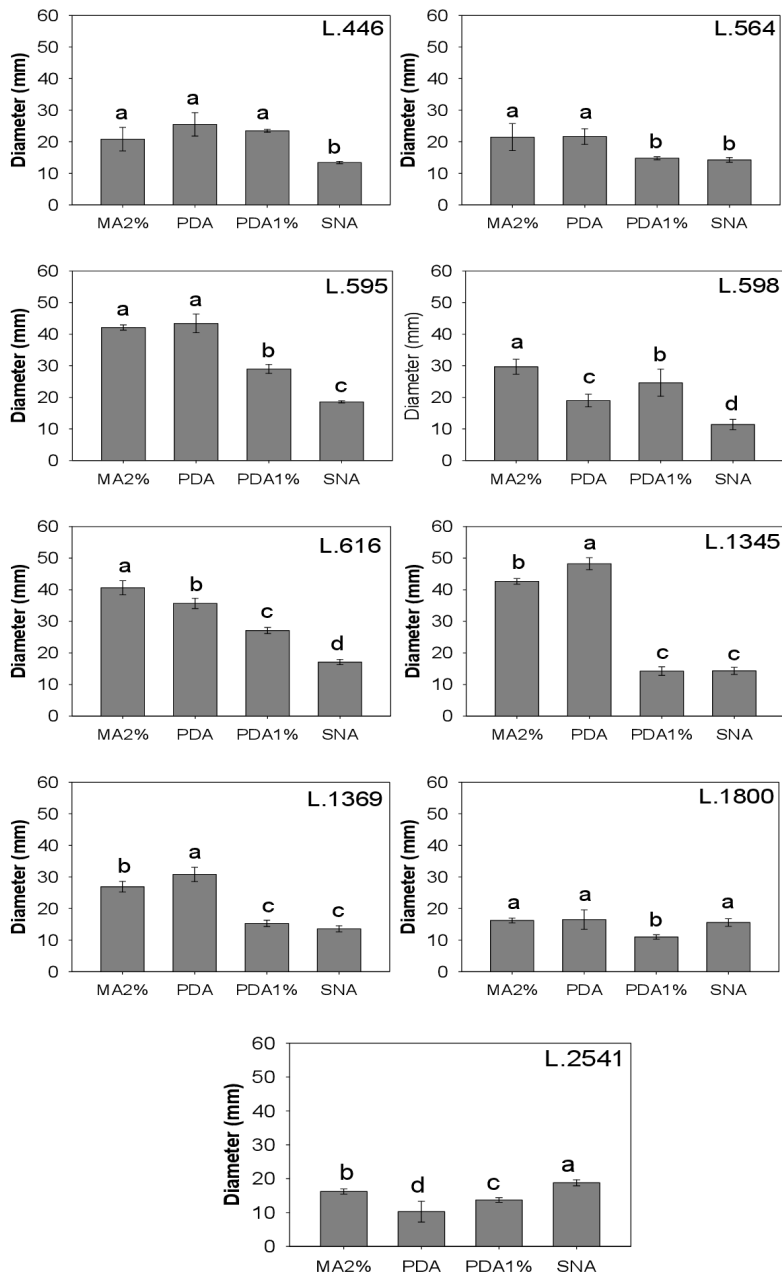 L.446
Diameter (mm)
60
50
40
30
20
10
0
a
a
a
b
MA2% PDA PDA1% SNA
L.564
Diameter (mm)
60
50
40
30
20
10
0
a
a
b
b
MA2% PDA PDA1% SNA
L.595
Diameter (mm)
60
50
40
30
20
10
0
a
a
b
c
MA2% PDA PDA1% SNA
L.598
Diameter (mm)
60
50
40
30
20
10
0
a
c
b
d
MA2% PDA PDA1% SNA
L.616
Diameter (mm)
60
50
40
30
20
10
0
a
b
c
d
MA2% PDA PDA1% SNA
L.1345
Diameter (mm)
60
50
40
30
20
10
0
b
a
c
c
MA2% PDA PDA1% SNA
L.1369
Diameter (mm)
60
50
40
30
20
10
0
b
a
c
c
MA2% PDA PDA1% SNA
L.1800
Diameter (mm)
60
50
40
30
20
10
0
a
a
b
a
MA2% PDA PDA1% SNA
L.2541
Diameter (mm)
60
50
40
30
20
10
0
b
d
c
a
MA2% PDA PDA1% SNA